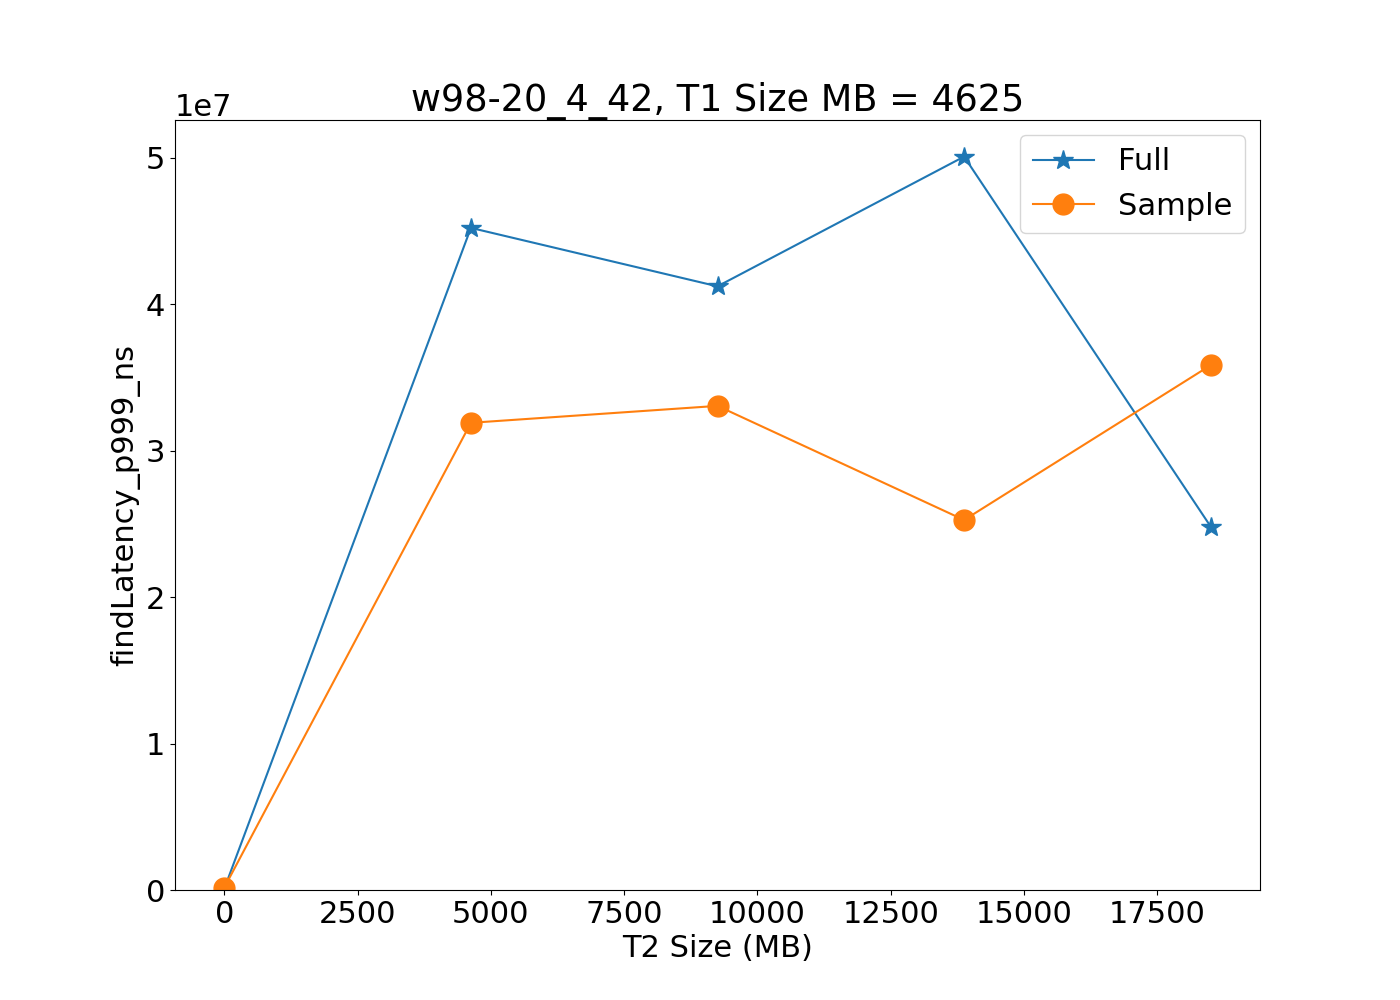 w98-20_4_42, T1 Size MB = 4625
1e7
Full
Sample
5
4
3
2
1
0
findLatency_p999_ns
0 2500 5000 7500 10000 12500 15000 17500
T2 Size (MB)